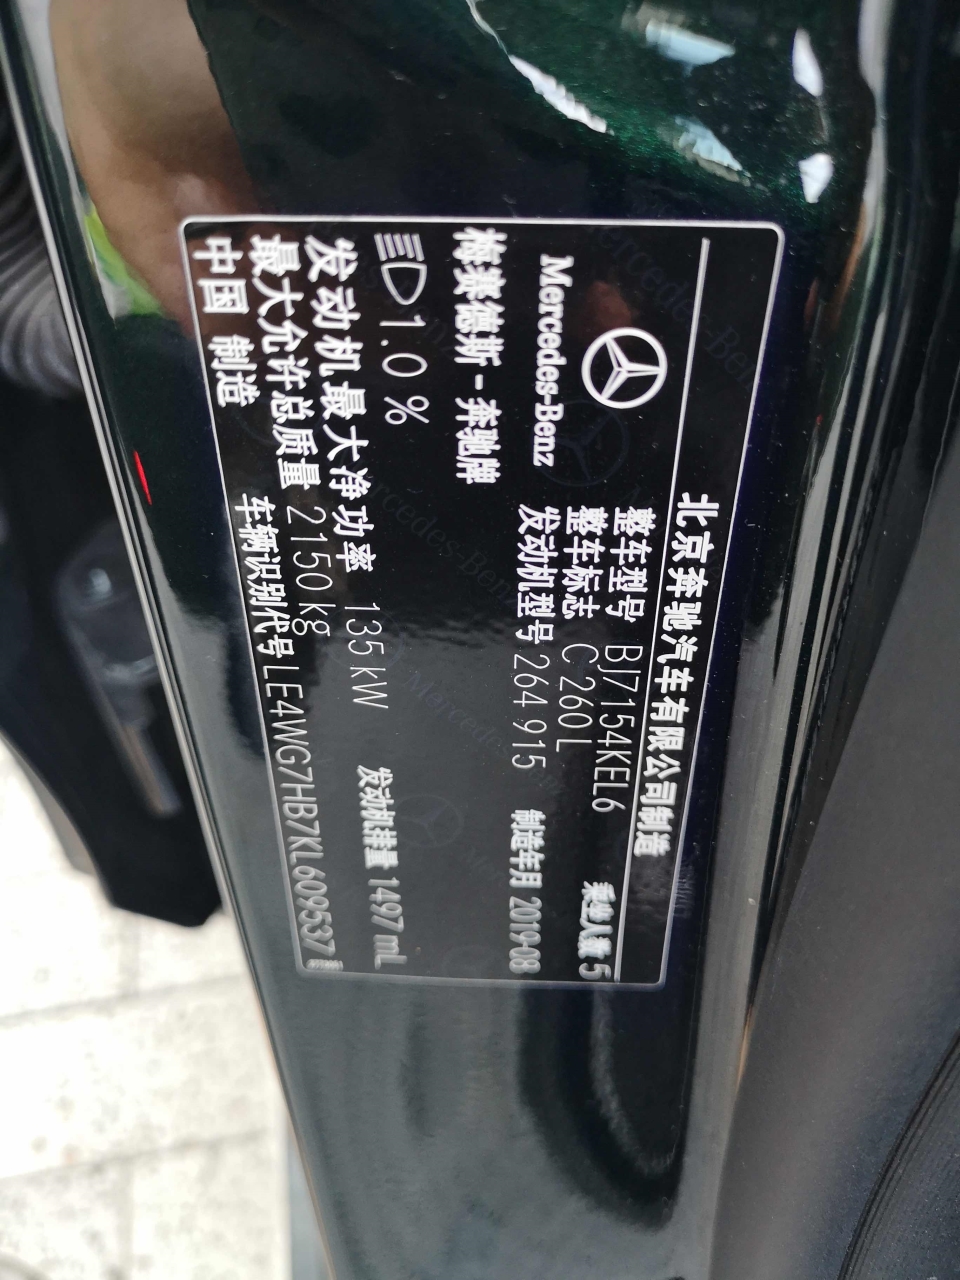 北京奔驰汽车有限公司制造
Mercedes-Benz
梅赛德斯-奔驰牌
整车型号 BJ7154KEL6 乘坐人数 5
整车标志 C 260 L
发动机型号 264 915 制造年月 2019-08
1.0 %
发动机最大净功率 135 kW 发动机排量 1497 mL
最大允许总质量 2150 kg
中国 制造 车辆识别代号 LE4WG7HB7KL609537